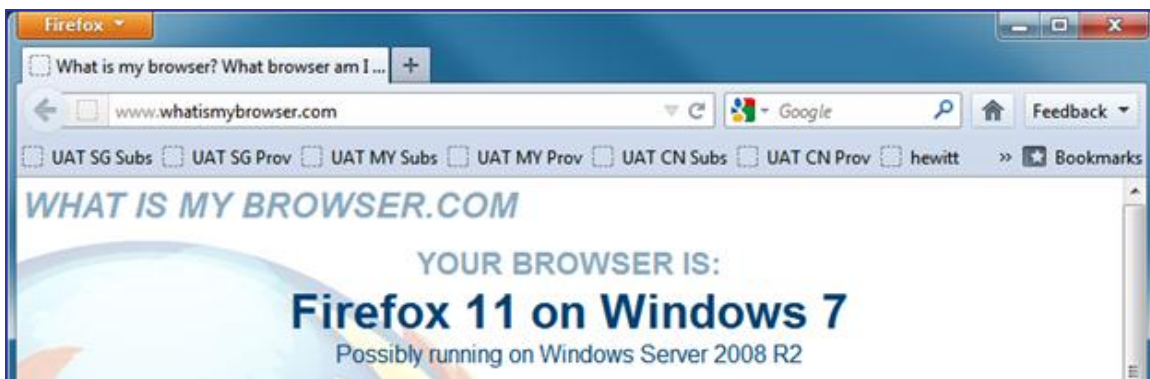 Firefox
What is my browser? What browser am I ...
www.whatismybrowser.com Google Feedback
UAT SG Subs UAT SG Prov UAT MY Subs UAT MY Prov UAT CN Subs UAT CN Prov hewitt » Bookmarks
WHAT IS MY BROWSER.COM
YOUR BROWSER IS:
Firefox 11 on Windows 7
Possibly running on Windows Server 2008 R2